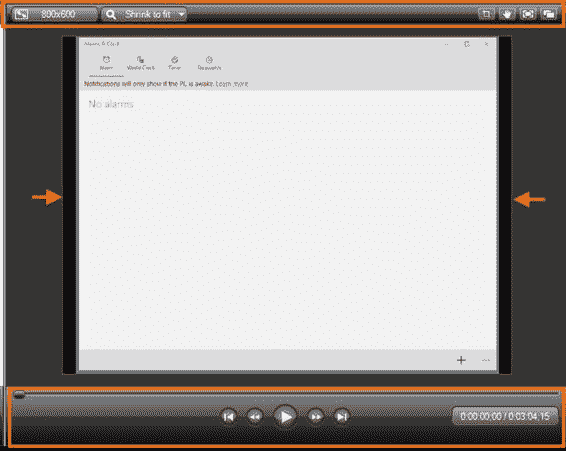 800x600 Shrink to fit
Alarms & Clock
Alarm World Clock Timer Stopwatch
Notifications will only show if the PC is awake. Learn more
No alarms
0:00:00:00 / 0:03:04.15